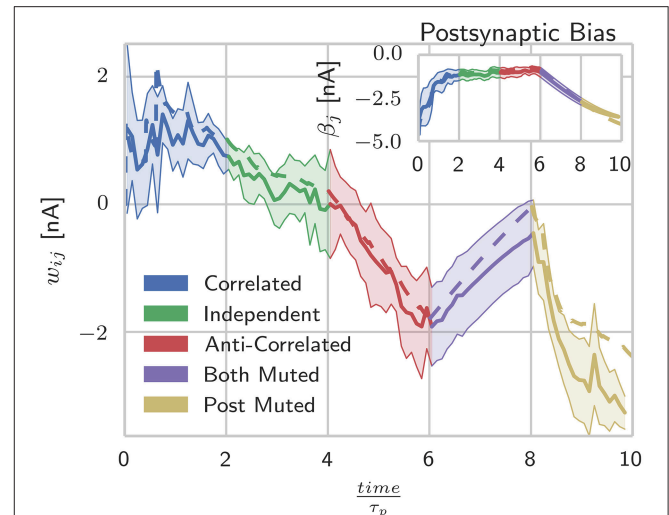 Postsynaptic Bias
β_j [nA]
0.0
−2.5
−5.0
0 2 4 6 8 10
w_ij [nA]
2
0
−2
Correlated
Independent
Anti-Correlated
Both Muted
Post Muted
0 2 4 6 8 10
time
τ_p